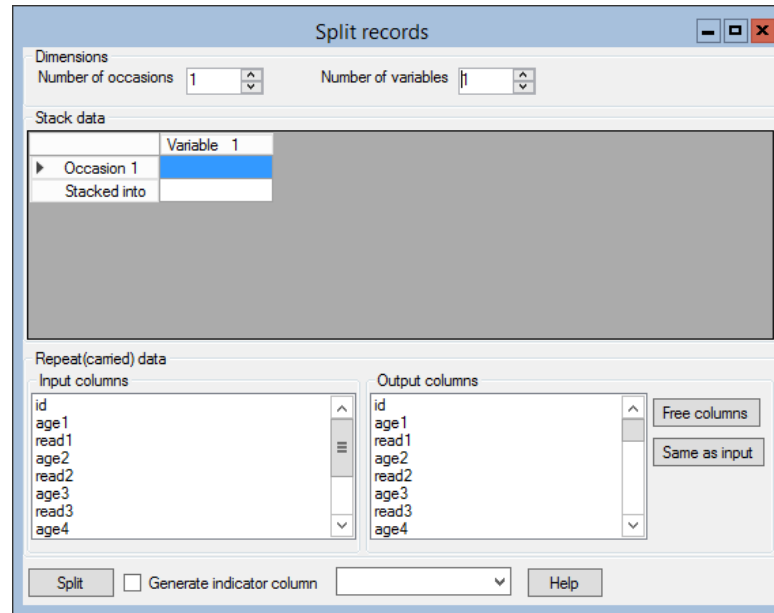 Split records
Dimensions
Number of occasions 1 Number of variables 1
Stack data
Variable 1
Occasion 1
Stacked into
Repeat(carried) data
Input columns
id
age1
read1
age2
read2
age3
read3
age4
Output columns
id
age1
read1
age2
read2
age3
read3
age4
Free columns
Same as input
Split Generate indicator column Help